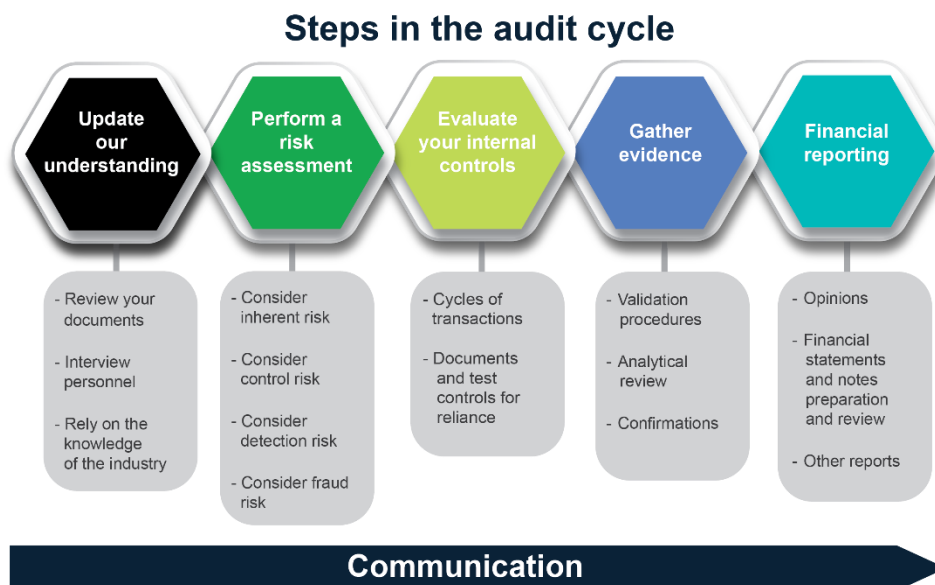 Steps in the audit cycle
Update
our
understanding
Perform a
risk
assessment
Evaluate
your internal
controls
Gather
evidence
Financial
reporting
- Review your
documents
- Interview
personnel
- Rely on the
knowledge
of the industry
- Consider
inherent risk
- Consider
control risk
- Consider
detection risk
- Consider fraud
risk
- Cycles of
transactions
- Documents
and test
controls for
reliance
- Validation
procedures
- Analytical
review
- Confirmations
- Opinions
- Financial
statements
and notes
preparation
and review
- Other reports
Communication